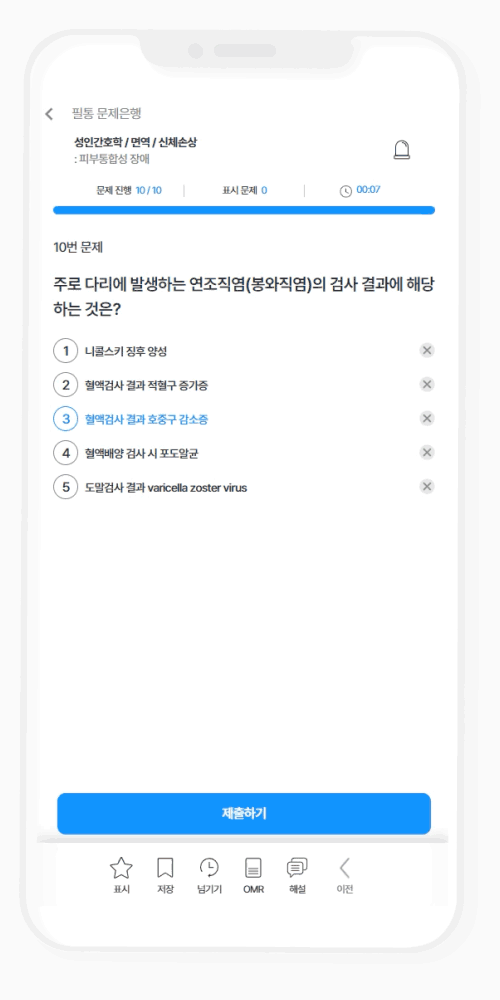 필통 문제은행
성인간호학 / 면역 / 신체손상
: 피부통합성 장애
문제 진행 10 / 10 표시 문제 0 00:07
10번 문제
주로 다리에 발생하는 연조직염(봉와직염)의 검사 결과에 해당
하는 것은?
1 니콜스키 징후 양성
2 혈액검사 결과 적혈구 증가증
3 혈액검사 결과 호중구 감소증
4 혈액배양 검사 시 포도알균
5 도말검사 결과 varicella zoster virus
제출하기
표시 저장 넘기기 OMR 해설 이전